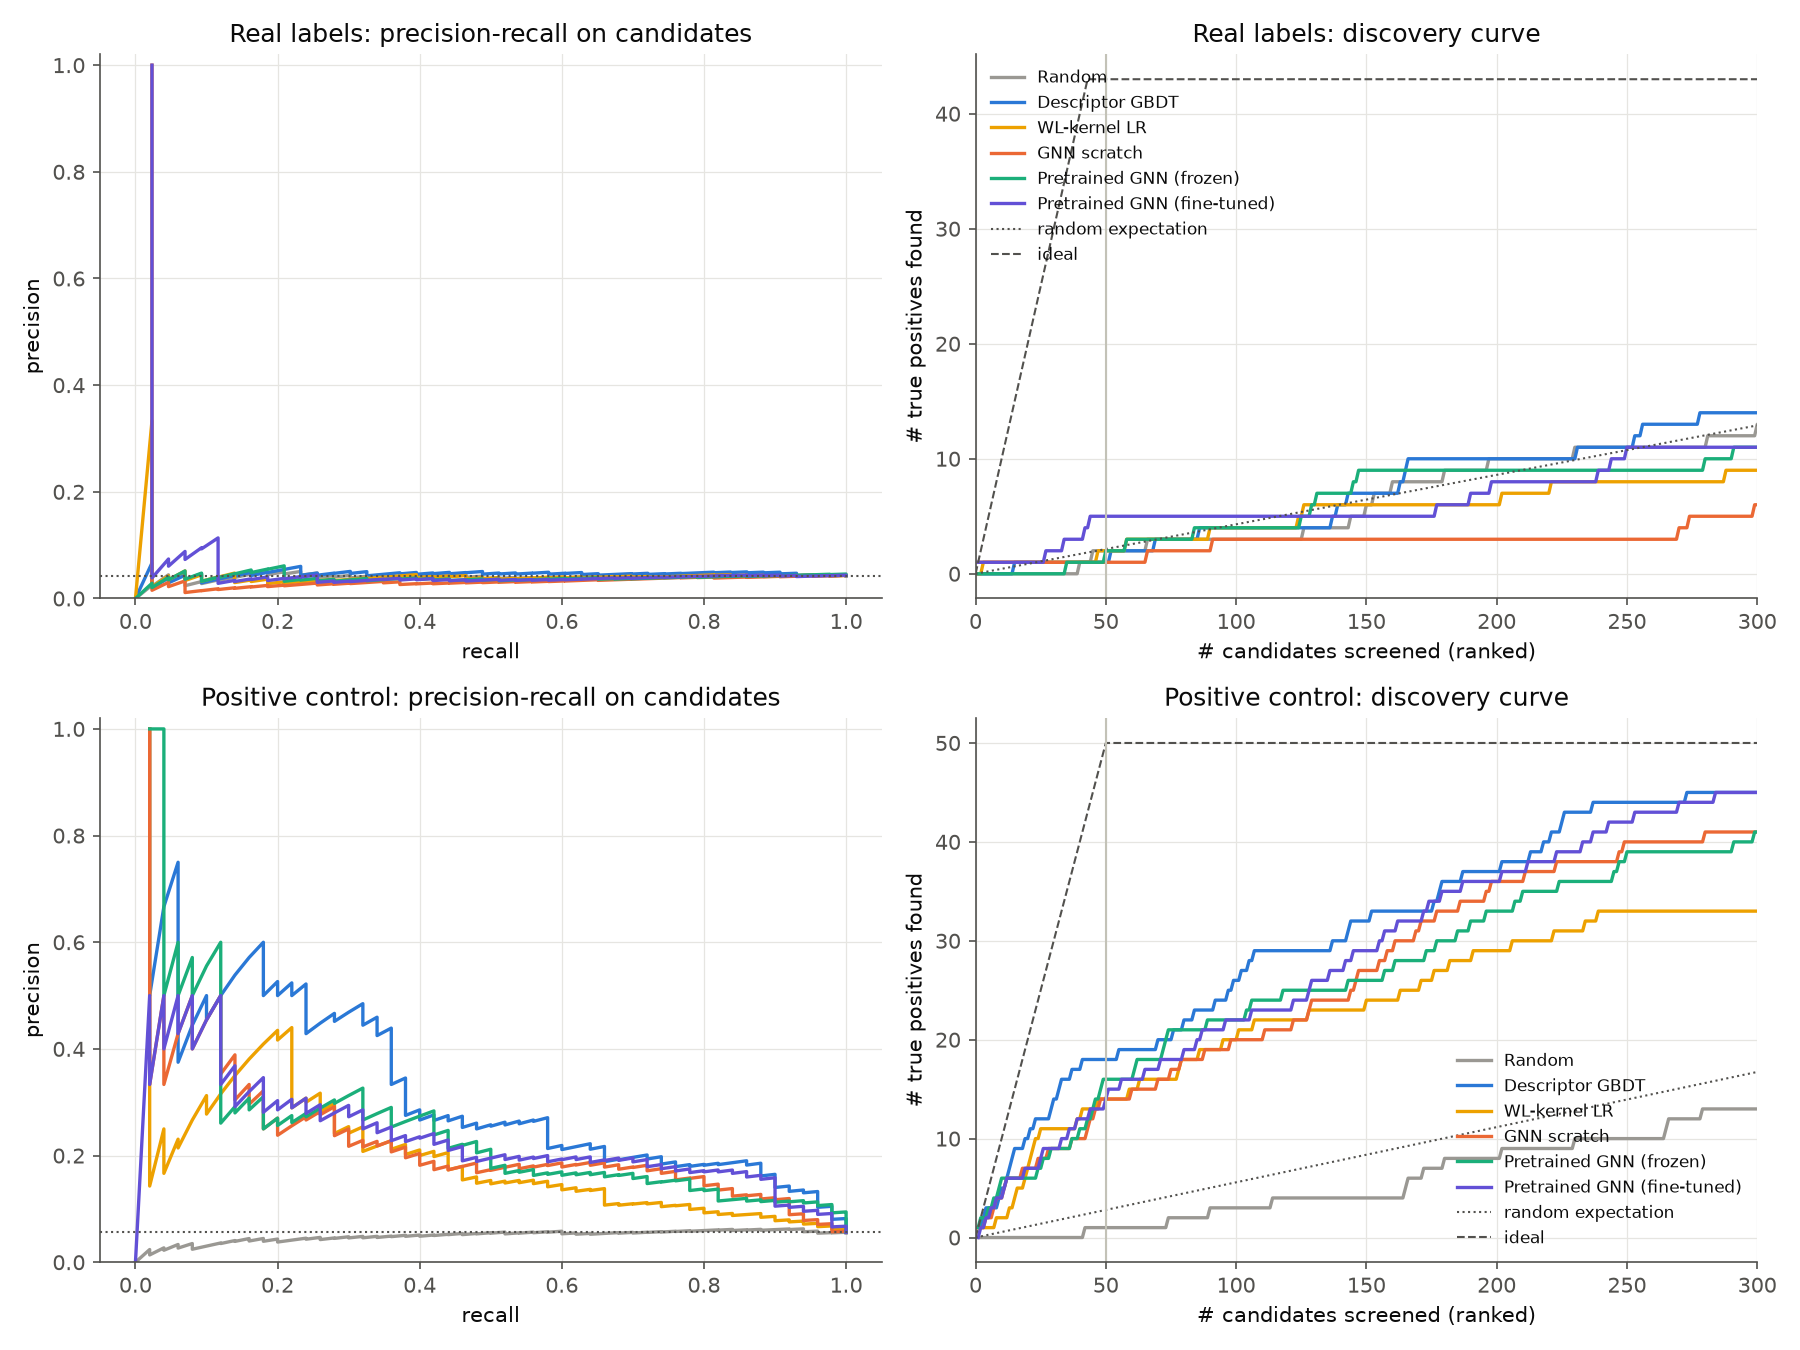 Real labels: precision-recall on candidates
1.0
0.8
0.6
0.4
0.2
0.0
precision
0.0 0.2 0.4 0.6 0.8 1.0
recall
Real labels: discovery curve
Random
Descriptor GBDT
WL-kernel LR
GNN scratch
Pretrained GNN (frozen)
Pretrained GNN (fine-tuned)
random expectation
ideal
40
30
20
10
0
# true positives found
0 50 100 150 200 250 300
# candidates screened (ranked)
Positive control: precision-recall on candidates
1.0
0.8
0.6
0.4
0.2
0.0
precision
0.0 0.2 0.4 0.6 0.8 1.0
recall
Positive control: discovery curve
50
40
30
20
10
0
# true positives found
Random
Descriptor GBDT
WL-kernel LR
GNN scratch
Pretrained GNN (frozen)
Pretrained GNN (fine-tuned)
random expectation
ideal
0 50 100 150 200 250 300
# candidates screened (ranked)